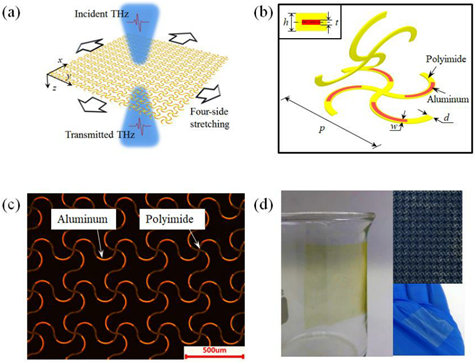 (a)
Incident THz
x
y
z
Four-side
stretching
Transmitted THz
(b)
h
t
Polyimide
Aluminum
p
w
d
(c)
Aluminum
Polyimide
500um
(d)